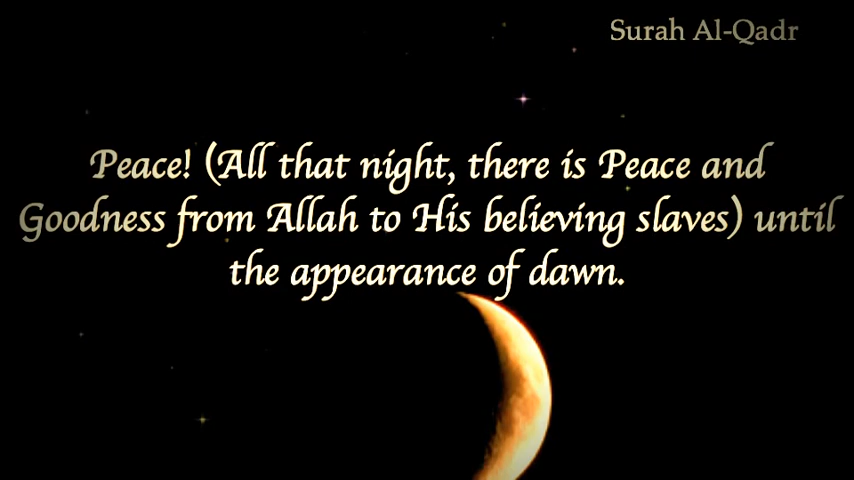 Surah Al-Qadr
Peace! (All that night, there is Peace and
Goodness from Allah to His believing slaves) until
the appearance of dawn.